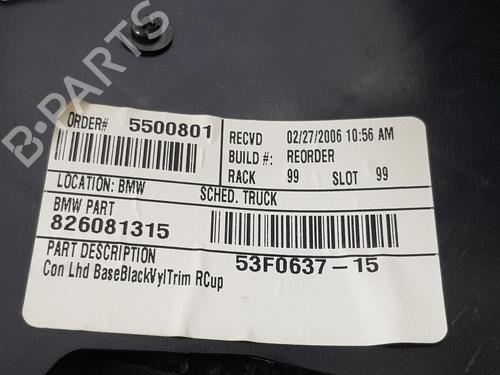 B-PARTS
ORDER# 5500801
RECVD 02/27/2006 10:56 AM
BUILD #: REORDER
RACK 99 SLOT 99
LOCATION: BMW SCHED. TRUCK
BMW PART
826081315
PART DESCRIPTION 53F0637-15
Con Lhd BaseBlackVylTrim RCup